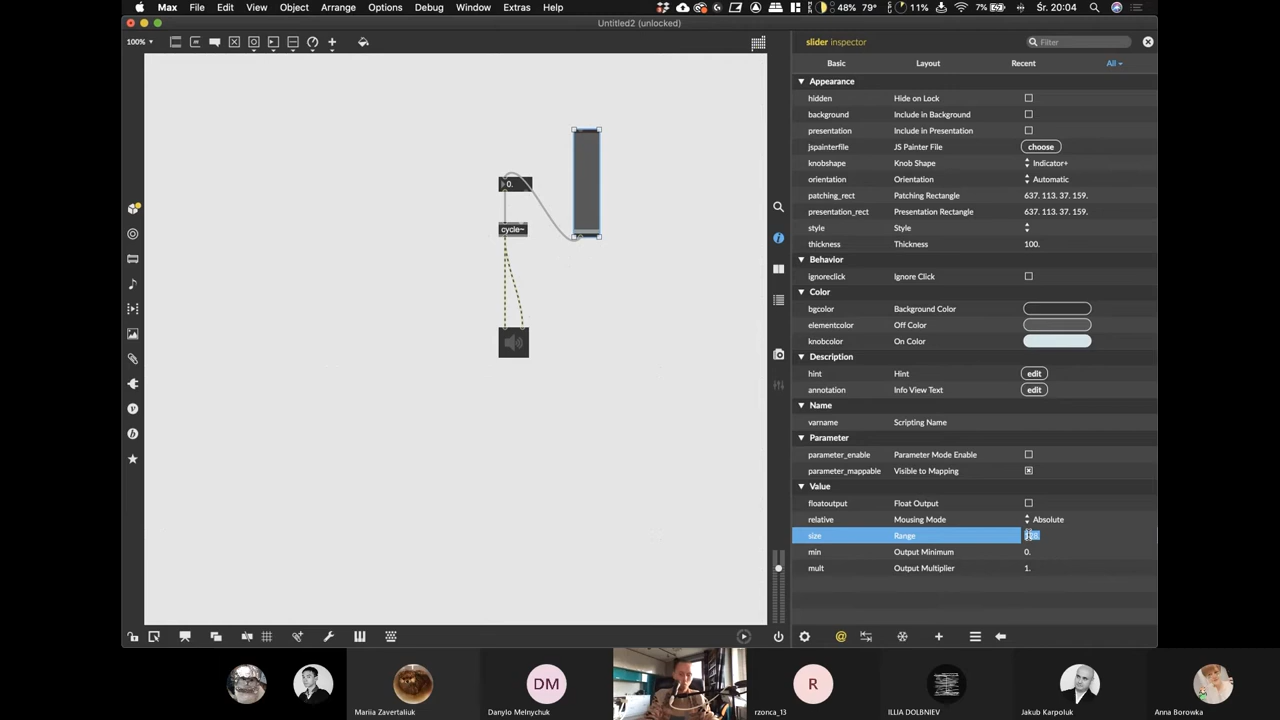 Max File Edit View Object Arrange Options Debug Window Extras Help 48% 79° 11% 7% Śr. 20:04
Untitled2 (unlocked)
100%
slider inspector
Filter
Basic Layout Recent All
Appearance
hidden Hide on Lock
background Include in Background
presentation Include in Presentation
jspainterfile JS Painter File choose
knobshape Knob Shape Indicator+
orientation Orientation Automatic
patching_rect Patching Rectangle 637. 113. 37. 159.
presentation_rect Presentation Rectangle 637. 113. 37. 159.
style Style
thickness Thickness 100.
Behavior
ignoreclick Ignore Click
Color
bgcolor Background Color
elementcolor Off Color
knobcolor On Color
Description
hint Hint edit
annotation Info View Text edit
Name
varname Scripting Name
Parameter
parameter_enable Parameter Mode Enable
parameter_mappable Visible to Mapping
Value
floatoutput Float Output
relative Mousing Mode Absolute
size Range
min Output Minimum 0.
mult Output Multiplier 1.
0.
cycle~
Mariia Zavertaliuk
DM
Danylo Melnychuk
R
rzonca_13
ILLIA DOLBNIEV
Jakub Karpoluk
Anna Borowka